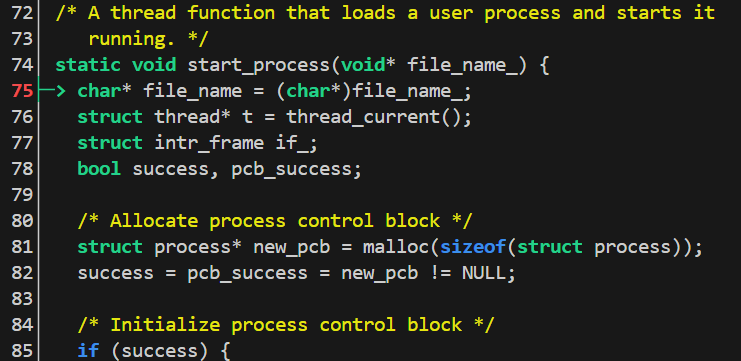 72 /* A thread function that loads a user process and starts it
73    running. */
74 static void start_process(void* file_name_) {
75 > char* file_name = (char*)file_name_;
76   struct thread* t = thread_current();
77   struct intr_frame if_;
78   bool success, pcb_success;
79
80   /* Allocate process control block */
81   struct process* new_pcb = malloc(sizeof(struct process));
82   success = pcb_success = new_pcb != NULL;
83
84   /* Initialize process control block */
85   if (success) {